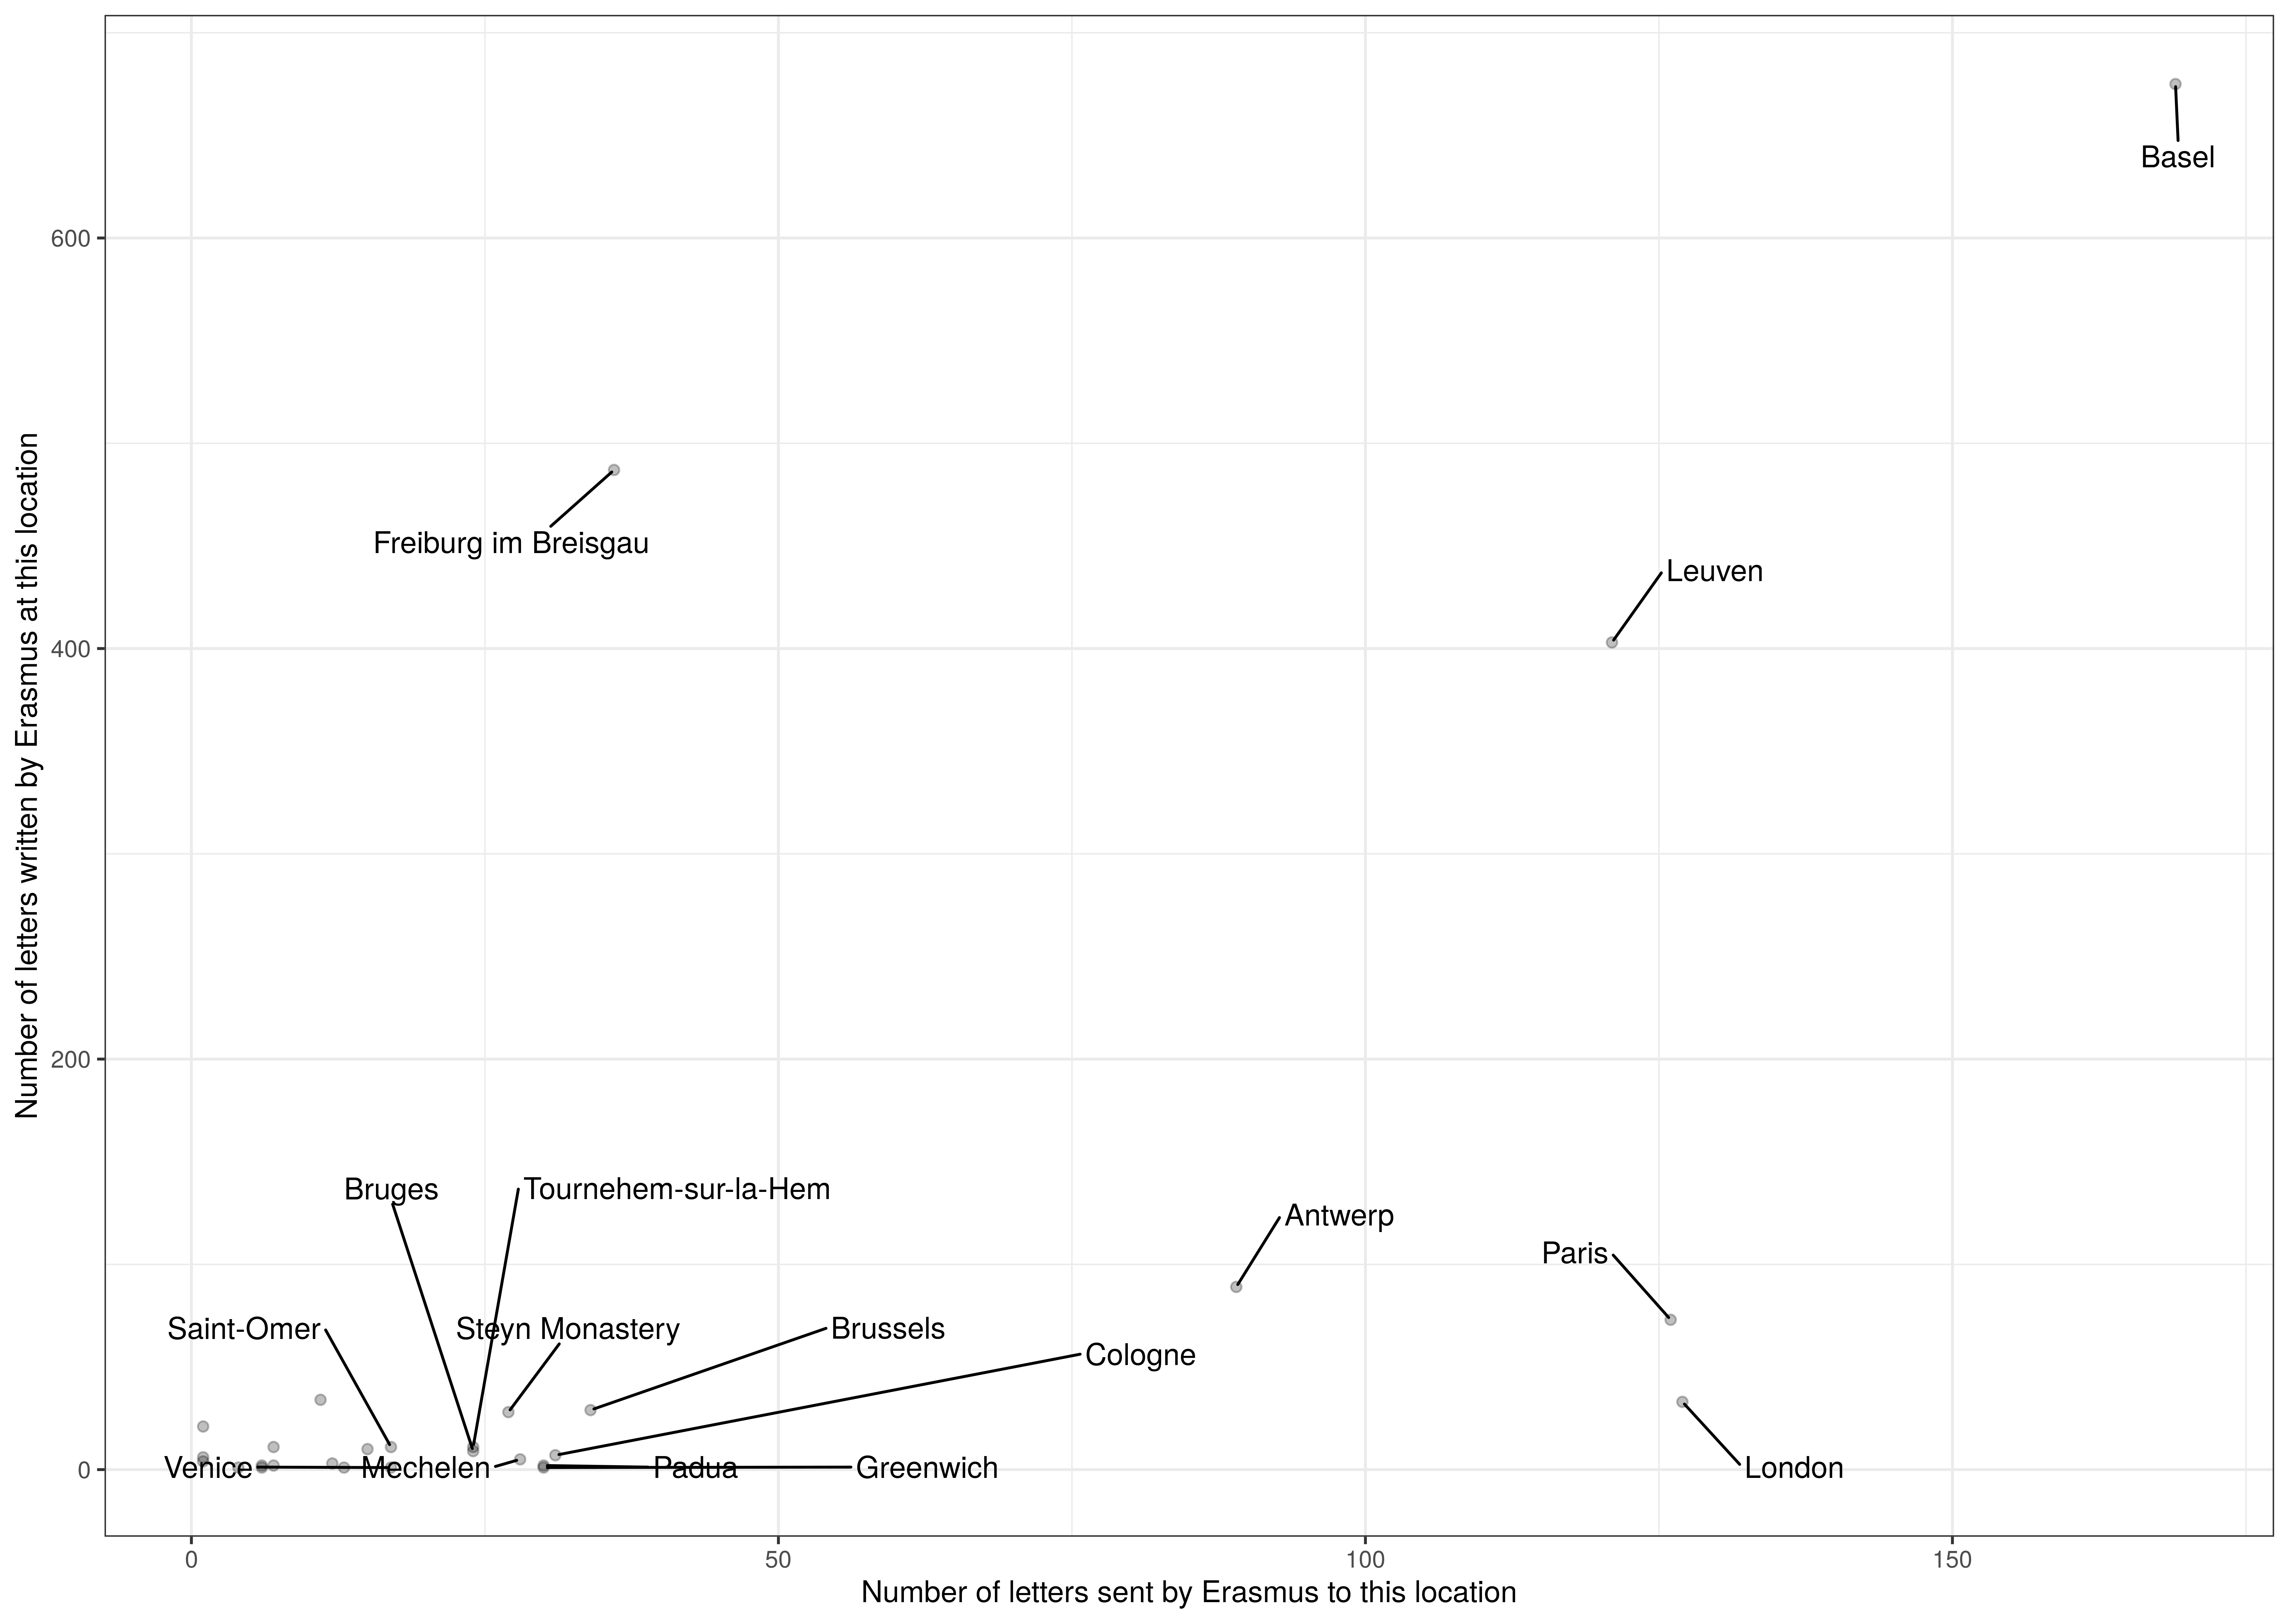 Basel
600
Freiburg im Breisgau
Leuven
400
Number of letters written by Erasmus at this location
200
Bruges
Tournehem-sur-la-Hem
Antwerp
Paris
Saint-Omer
Steyn Monastery
Brussels
Cologne
0
Venice
Mechelen
Padua
Greenwich
London
0
50
100
150
Number of letters sent by Erasmus to this location